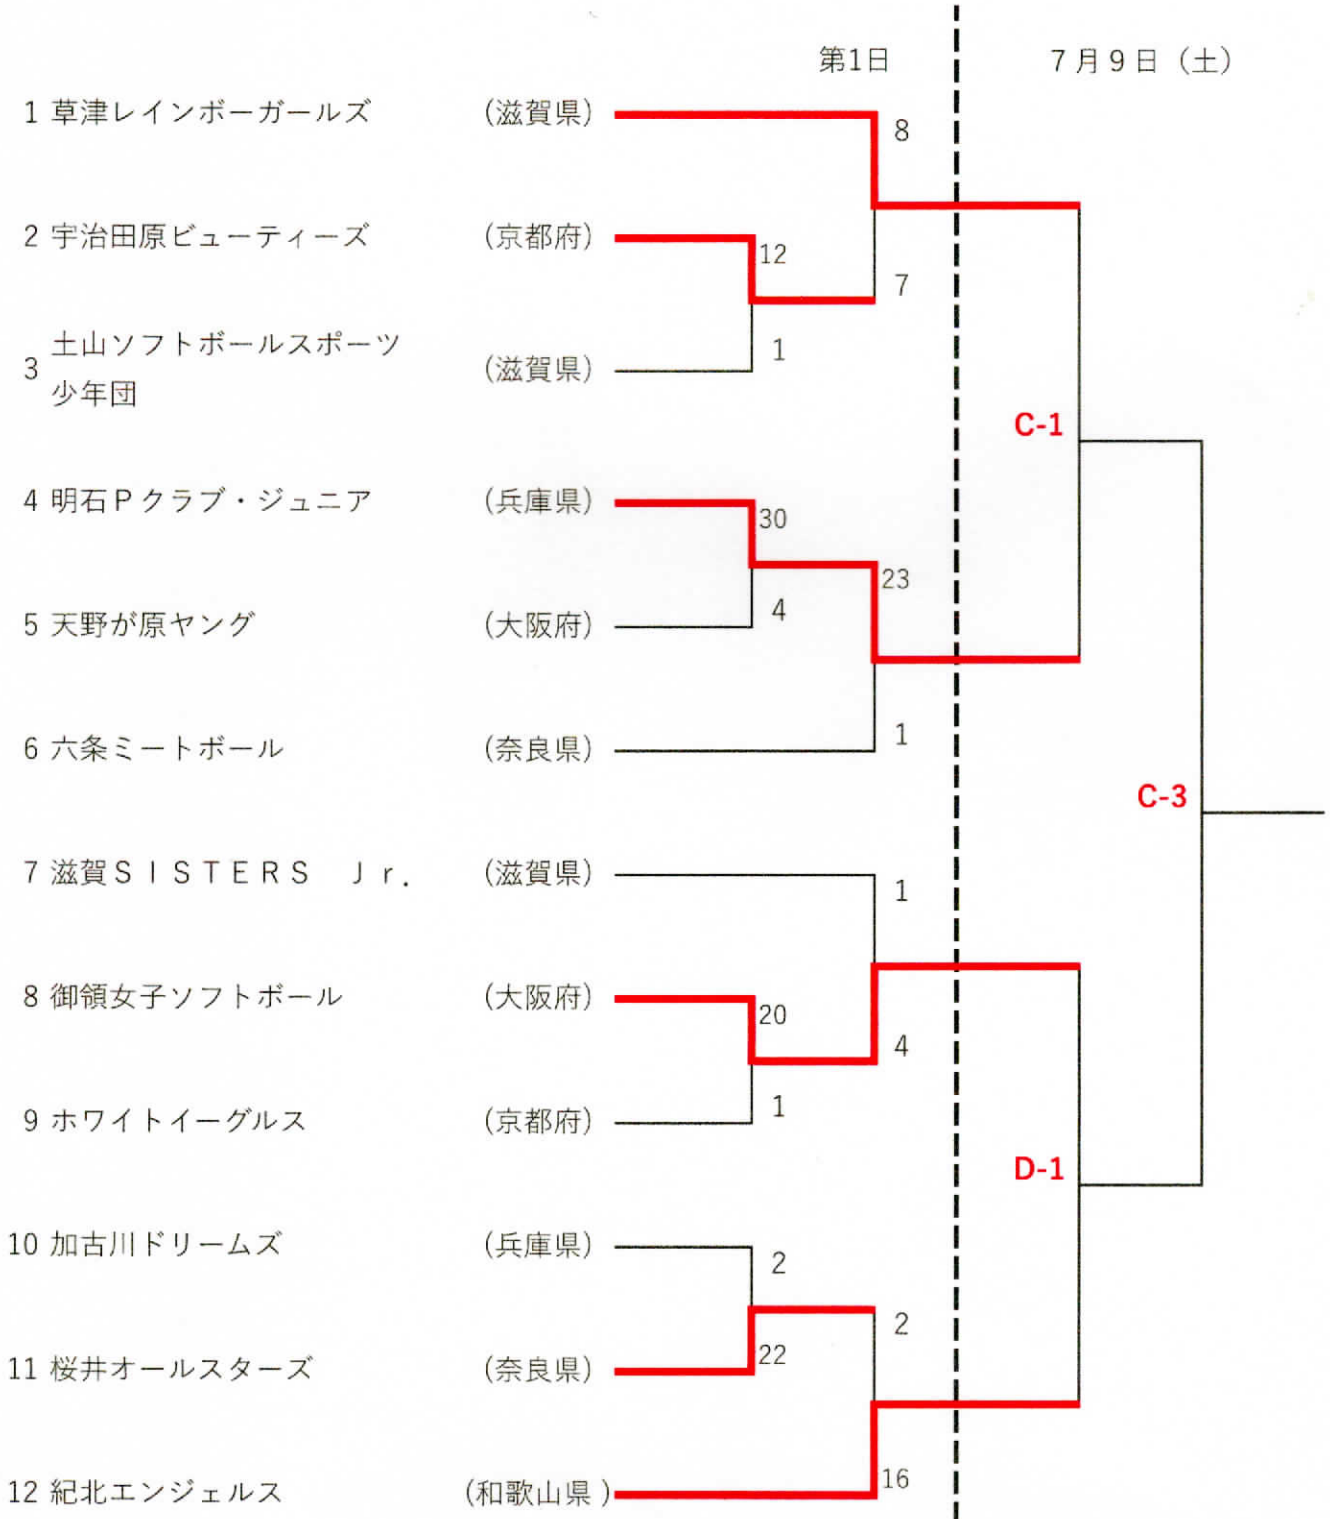 第1日 7月9日（土）
1 草津レインボーガールズ (滋賀県)
8
2 宇治田原ビューティーズ (京都府)
12
7
土山ソフトボールスポーツ
3 (滋賀県)
少年団
1
C-1
4 明石Ｐクラブ・ジュニア (兵庫県)
30
23
5 天野が原ヤング (大阪府)
4
6 六条ミートボール (奈良県)
1
C-3
7 滋賀ＳＩＳＴＥＲＳ　Ｊｒ． (滋賀県)
1
8 御領女子ソフトボール (大阪府)
20
4
9 ホワイトイーグルス (京都府)
1
D-1
10 加古川ドリームズ (兵庫県)
2
2
11 桜井オールスターズ (奈良県)
22
12 紀北エンジェルス (和歌山県 )
16